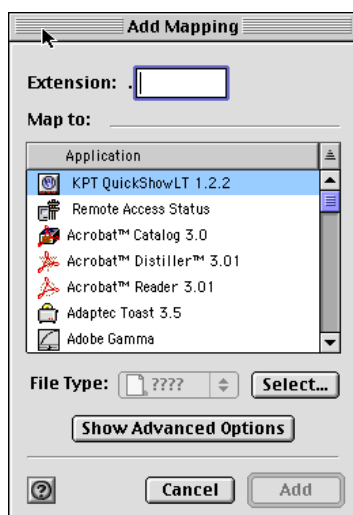 Add Mapping
Extension: .
Map to:
Application
KPT QuickShowLT 1.2.2
Remote Access Status
Acrobat™ Catalog 3.0
Acrobat™ Distiller™ 3.01
Acrobat™ Reader 3.01
Adaptec Toast 3.5
Adobe Gamma
File Type: ???? Select...
Show Advanced Options
? Cancel Add